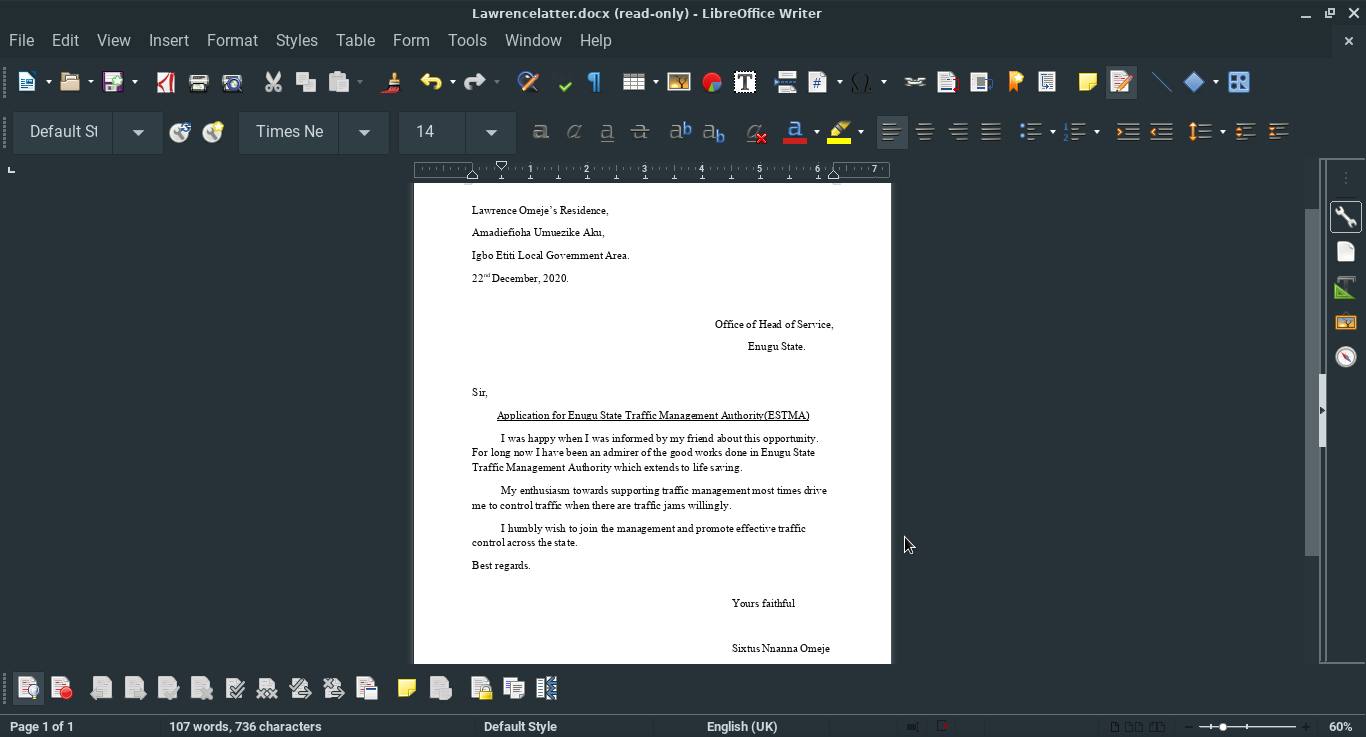 Lawrencelatter.docx (read-only) - LibreOffice Writer
File Edit View Insert Format Styles Table Form Tools Window Help
Default St Times Ne 14
1 2 3 4 5 6 7
Lawrence Omeje’s Residence,
Amadiefioha Umuezike Aku,
Igbo Etiti Local Government Area.
22nd December, 2020.
Office of Head of Service,
Enugu State.
Sir,
Application for Enugu State Traffic Management Authority(ESTMA)
I was happy when I was informed by my friend about this opportunity.
For long now I have been an admirer of the good works done in Enugu State
Traffic Management Authority which extends to life saving.
My enthusiasm towards supporting traffic management most times drive
me to control traffic when there are traffic jams willingly.
I humbly wish to join the management and promote effective traffic
control across the state.
Best regards.
Yours faithful
Sixtus Nnanna Omeje
Page 1 of 1 107 words, 736 characters Default Style English (UK) 60%